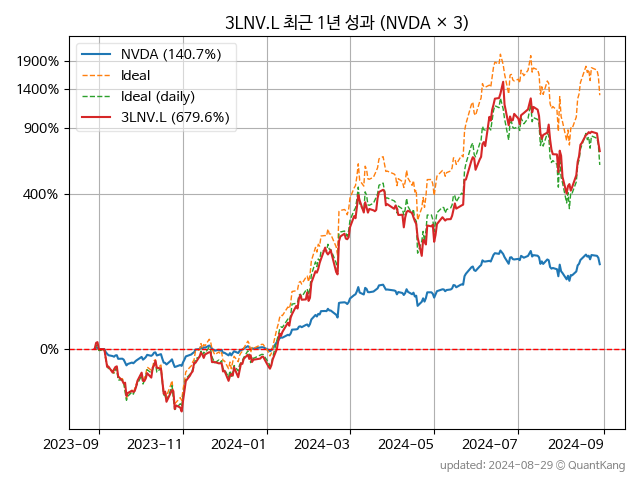 3LNV.L 최근 1년 성과 (NVDA × 3)
NVDA (140.7%)
Ideal
Ideal (daily)
3LNV.L (679.6%)
1900%
1400%
900%
400%
0%
2023-09 2023-11 2024-01 2024-03 2024-05 2024-07 2024-09
updated: 2024-08-29 © QuantKang